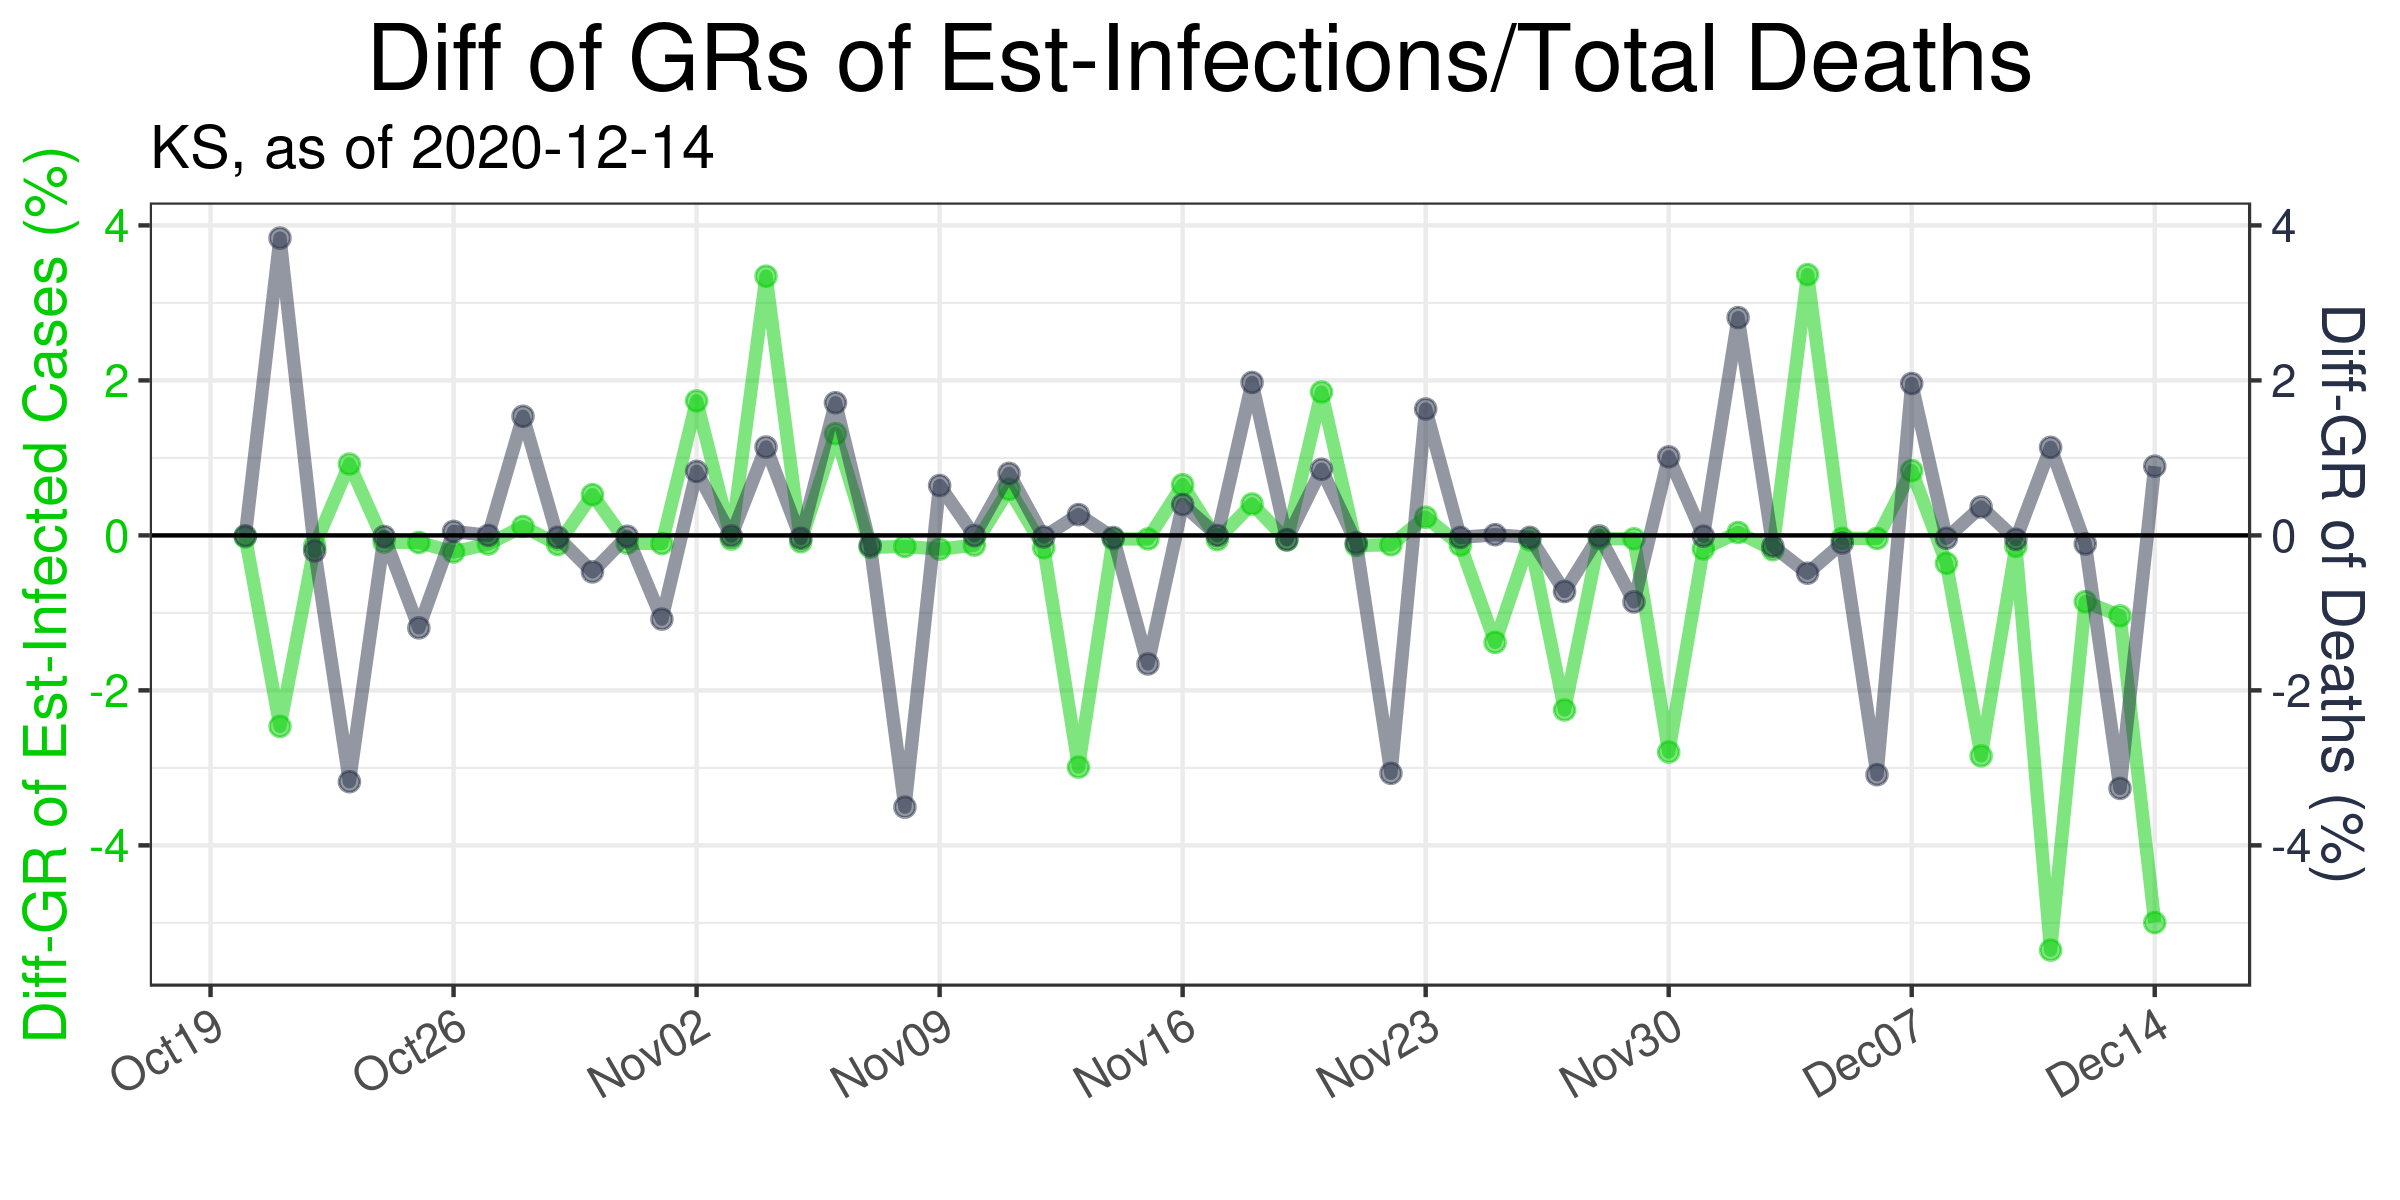 Diff of GRs of Est-Infections/Total Deaths
KS, as of 2020-12-14
Diff-GR of Est-Infected Cases (%)
4
2
0
-2
-4
4
2
0
-2
-4
Diff-GR of Deaths (%)
Oct19
Oct26
Nov02
Nov09
Nov16
Nov23
Nov30
Dec07
Dec14